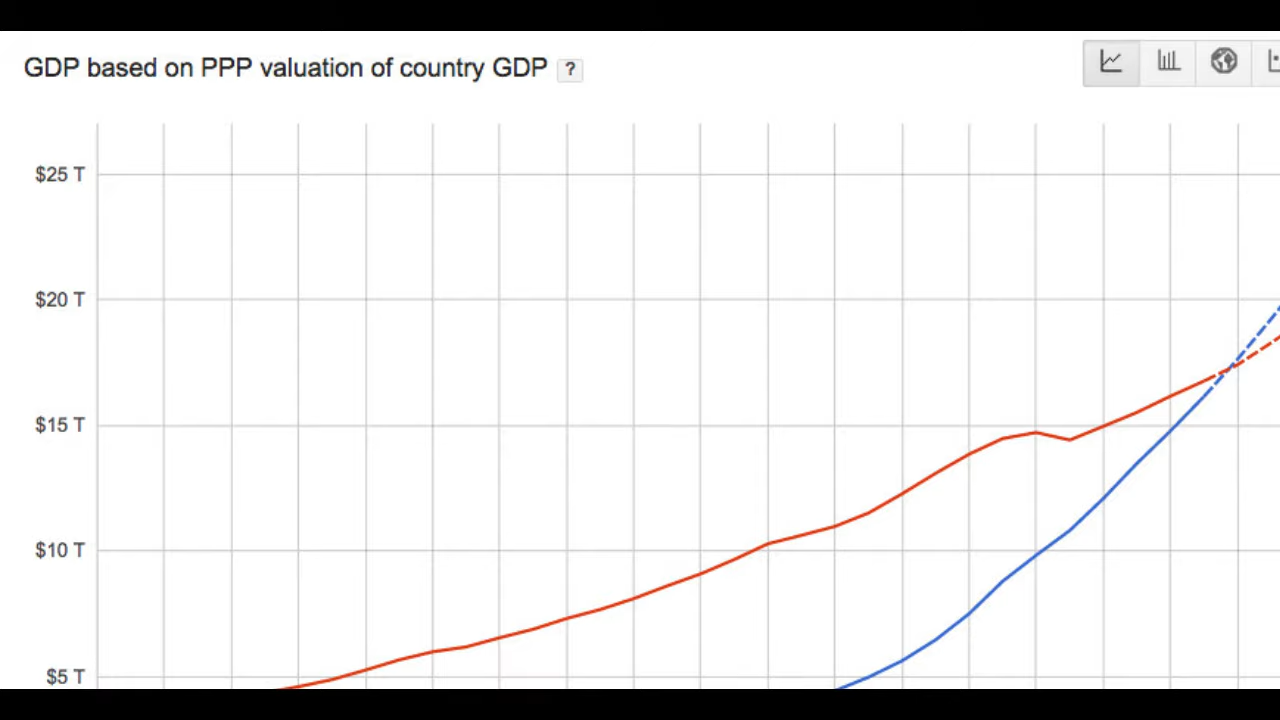 GDP based on PPP valuation of country GDP ?
$25 T
$20 T
$15 T
$10 T
$5 T